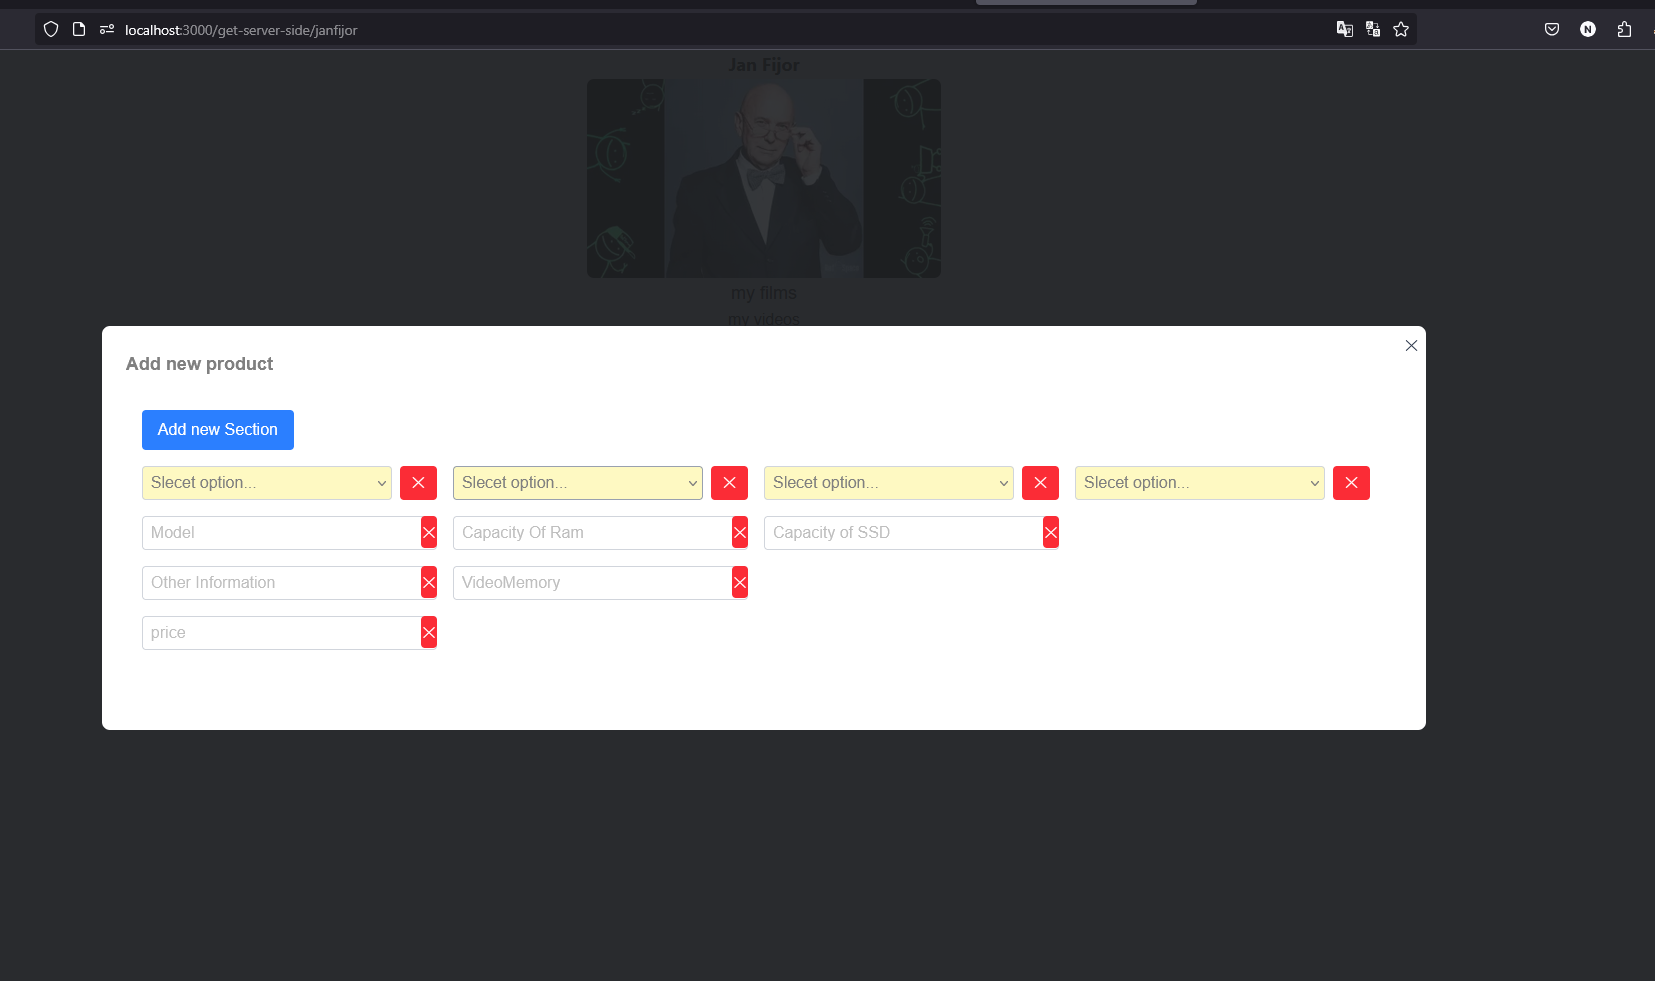 localhost:3000/get-server-side/janfijor
Jan Fijor
my films
my videos
Add new product
Add new Section
Slecet option... Slecet option... Slecet option... Slecet option...
Model Capacity Of Ram Capacity of SSD
Other Information VideoMemory
price